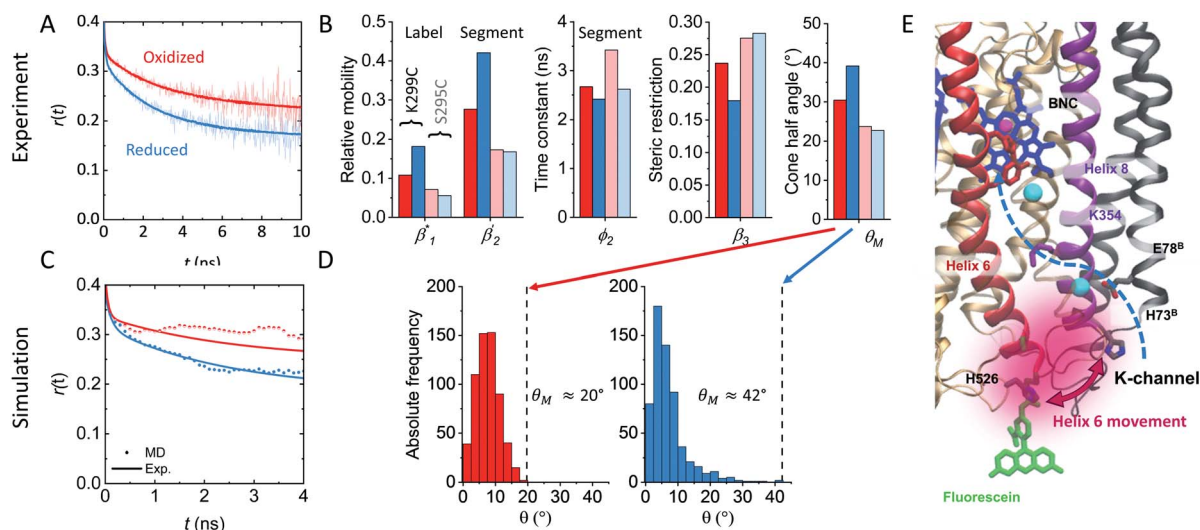 A
B
E
Experiment
r(t)
0.4
0.3
0.2
0.1
0
2
4
6
8
10
t (ns)
Oxidized
Reduced
Relative mobility
0.5
0.4
0.3
0.2
0.1
0.0
Label
Segment
K299C
S295C
}
}
β*1
β'2
Time constant (ns)
4
3
2
1
0
Segment
ϕ2
Steric restriction
0.30
0.25
0.20
0.15
0.10
0.05
0.00
β3
Cone half angle (°)
40
30
20
10
0
θM
C
D
Simulation
r(t)
0.4
0.3
0.2
0.1
0
1
2
3
4
t (ns)
MD
Exp.
Absolute frequency
200
150
100
50
0
0
10
20
30
40
θ (°)
θM ≈ 20°
200
150
100
50
0
0
10
20
30
40
θ (°)
θM ≈ 42°
BNC
Helix 8
K354
E78B
Helix 6
H73B
H526
K-channel
Helix 6 movement
Fluorescein